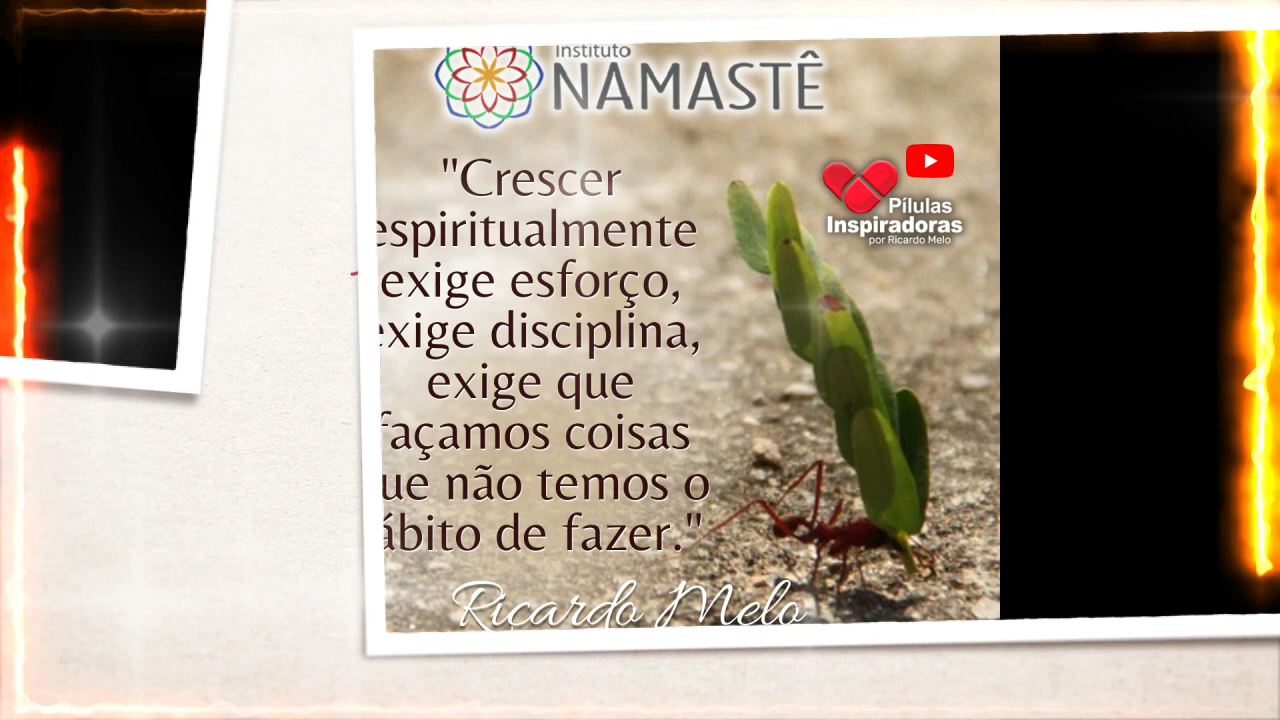 Instituto
NAMASTÊ
Pílulas
Inspiradoras
por Ricardo Melo
"Crescer
espiritualmente
exige esforço,
exige disciplina,
exige que
façamos coisas
ue não temos o
ábito de fazer."
Ricardo Melo